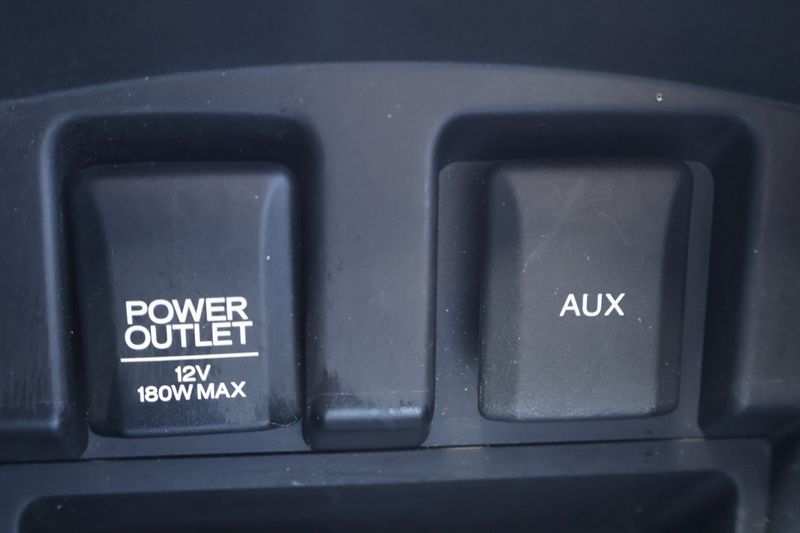 POWER
OUTLET
12V
180W MAX
AUX